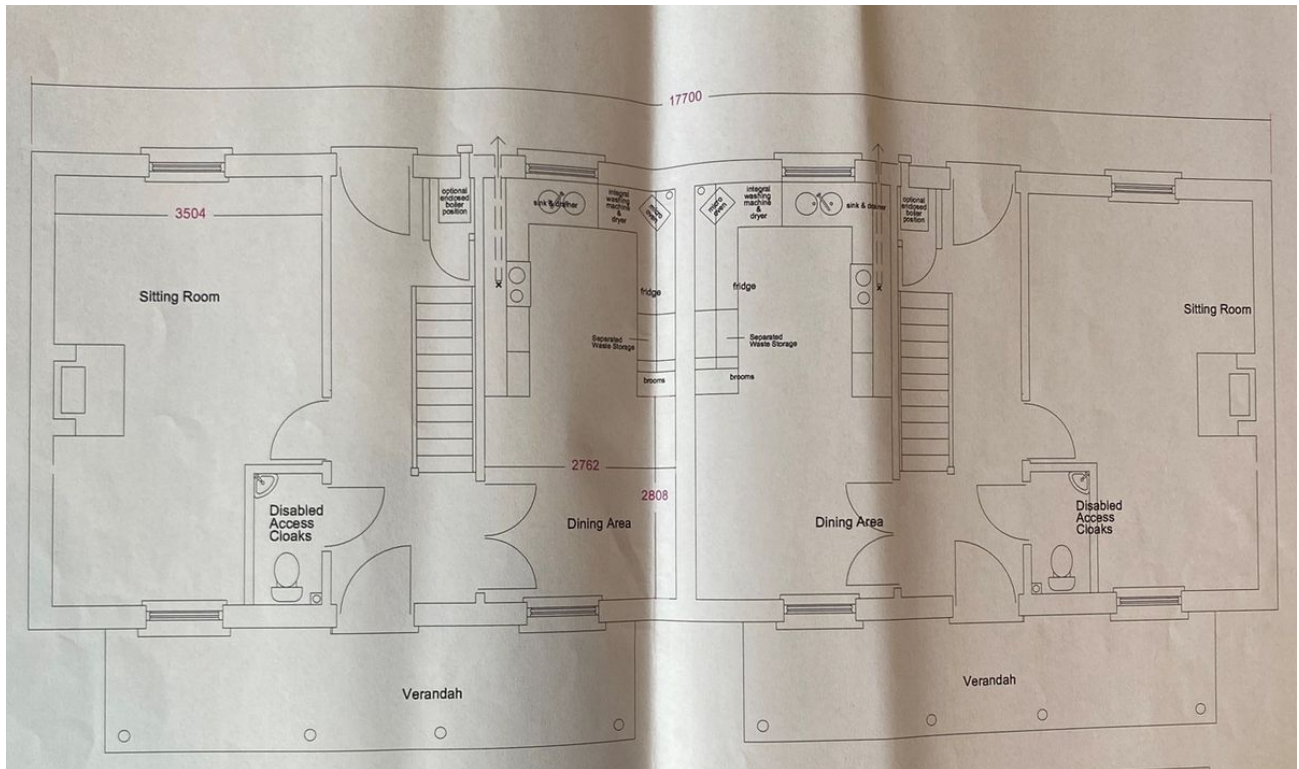 17700
optional
enclosed
boiler
position
sink & drainer
integral
washing
machine
&
dryer
micro
oven
micro
oven
integral
washing
machine
&
dryer
sink & drainer
optional
enclosed
boiler
position
3504
Sitting Room
fridge
fridge
Sitting Room
Separated
Waste Storage
Separated
Waste Storage
brooms
brooms
2762
2808
Disabled
Access
Cloaks
Dining Area
Dining Area
Disabled
Access
Cloaks
Verandah
Verandah